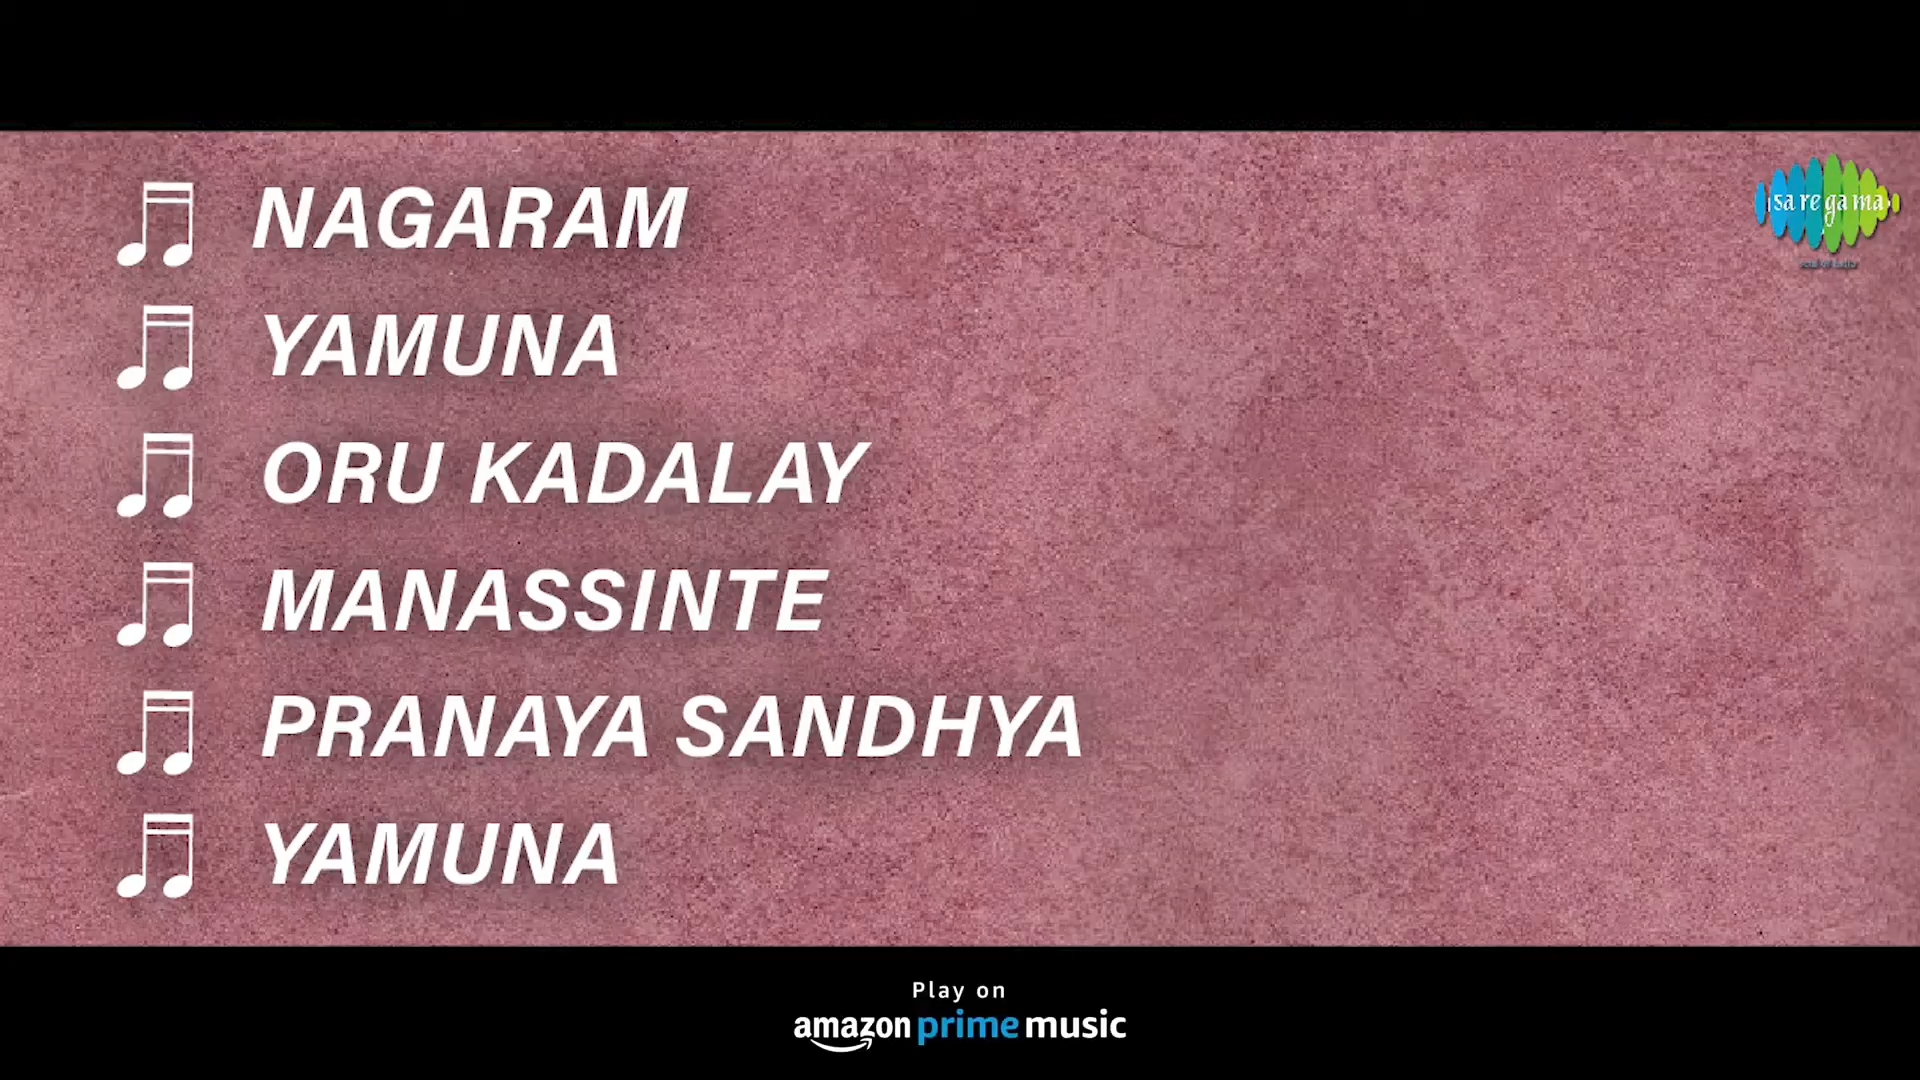 NAGARAM
sa re ga ma
YAMUNA
ORU KADALAY
MANASSINTE
PRANAYA SANDHYA
YAMUNA
Play on
amazon prime music